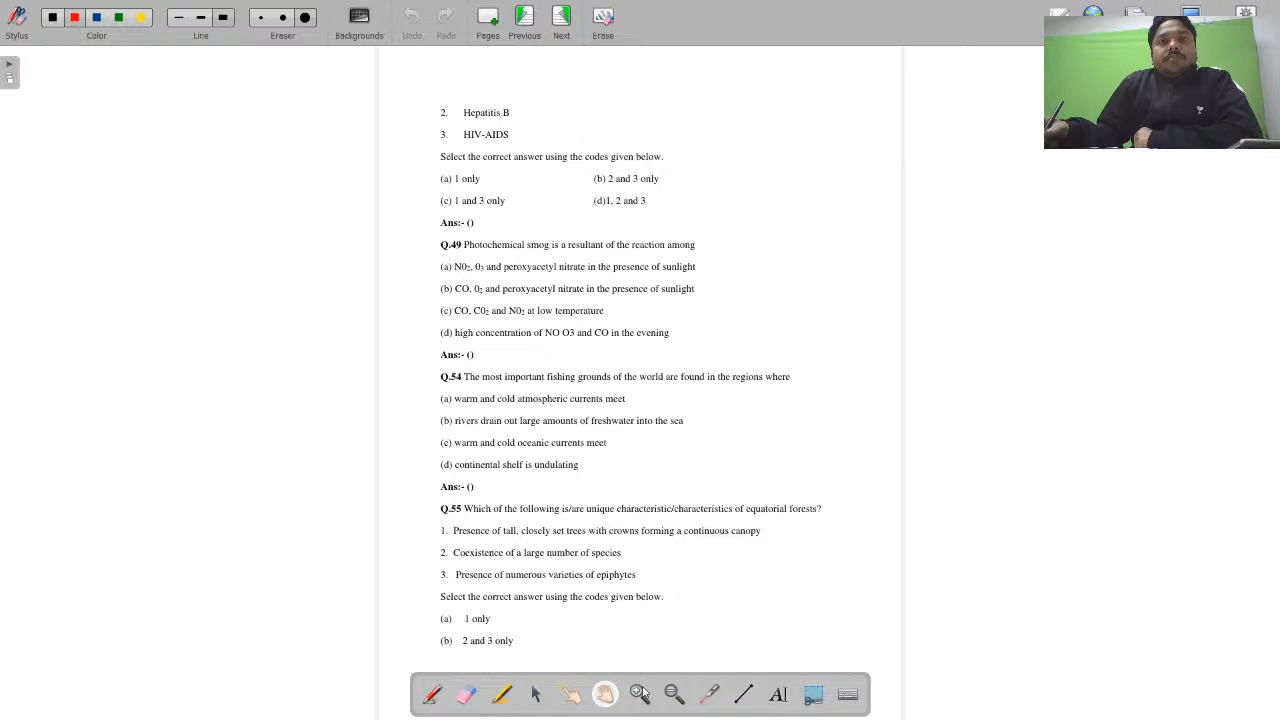 Stylus
Color
Line
Eraser
Backgrounds
Undo
Redo
Pages
Previous
Next
Erase
2. Hepatitis B
3. HIV-AIDS
Select the correct answer using the codes given below.
(a) 1 only (b) 2 and 3 only
(c) 1 and 3 only (d)1, 2 and 3
Ans:- ()
Q.49 Photochemical smog is a resultant of the reaction among
(a) N02, 03 and peroxyacetyl nitrate in the presence of sunlight
(b) CO, 02 and peroxyacetyl nitrate in the presence of sunlight
(c) CO, C02 and N02 at low temperature
(d) high concentration of NO O3 and CO in the evening
Ans:- ()
Q.54 The most important fishing grounds of the world are found in the regions where
(a) warm and cold atmospheric currents meet
(b) rivers drain out large amounts of freshwater into the sea
(c) warm and cold oceanic currents meet
(d) continental shelf is undulating
Ans:- ()
Q.55 Which of the following is/are unique characteristic/characteristics of equatorial forests?
1. Presence of tall, closely set trees with crowns forming a continuous canopy
2. Coexistence of a large number of species
3. Presence of numerous varieties of epiphytes
Select the correct answer using the codes given below.
(a) 1 only
(b) 2 and 3 only